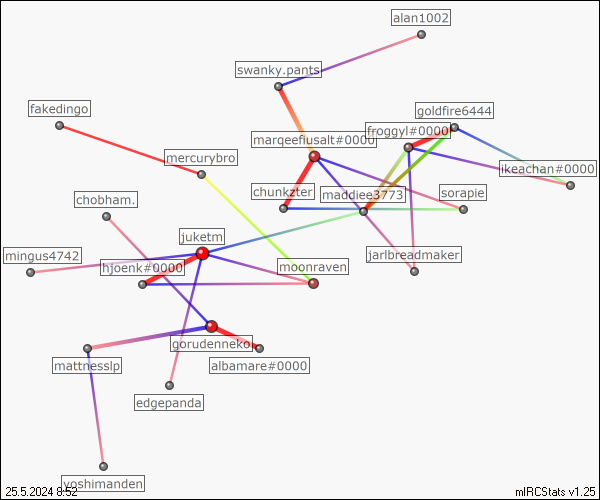 alan1002
swanky.pants
fakedingo
goldfire6444
froggyl#0000
marqeefiusalt#0000
mercurybro
ikeachan#0000
chunkzter
maddiee3773
sorapie
chobham.
juketm
mingus4742
hjoenk#0000
moonraven
jarlbreadmaker
gorudenneko
mattnesslp
albamare#0000
edgepanda
yoshimanden
25.5.2024 8:52
mIRCStats v1.25